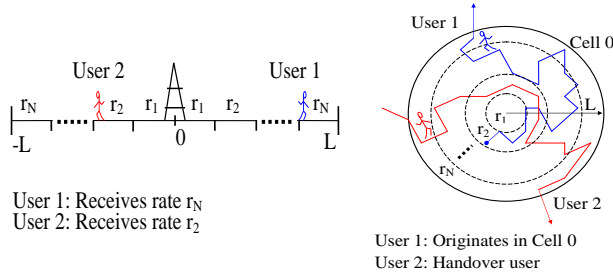 User 2
User 1
r_N
r_2
r_1
r_1
r_2
r_N
-L
0
L
User 1: Receives rate r_N
User 2: Receives rate r_2
User 1
Cell 0
r_1
L
r_2
r_N
User 2
User 1: Originates in Cell 0
User 2: Handover user